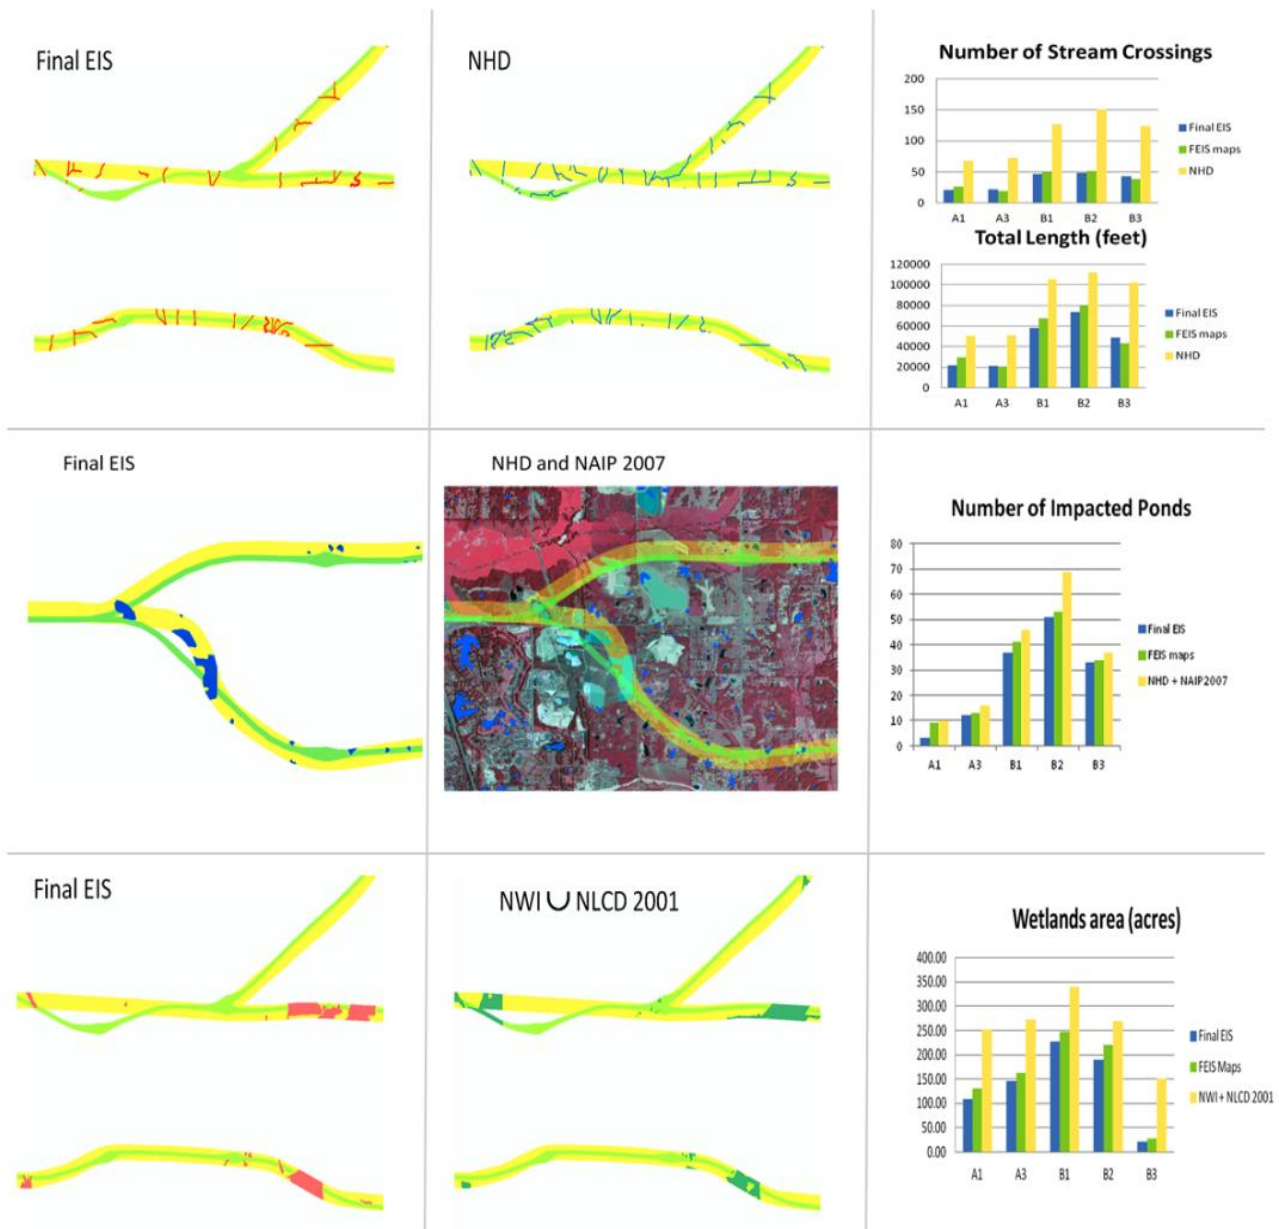 Final EIS
NHD
Number of Stream Crossings
200
150
100
50
0
A1 A3 B1 B2 B3
Final EIS
FEIS maps
NHD
Total Length (feet)
120000
100000
80000
60000
40000
20000
0
A1 A3 B1 B2 B3
Final EIS
FEIS maps
NHD
Final EIS
NHD and NAIP 2007
Number of Impacted Ponds
80
70
60
50
40
30
20
10
0
A1 A3 B1 B2 B3
Final EIS
FEIS maps
NHD + NAIP2007
Final EIS
NWI ∪ NLCD 2001
Wetlands area (acres)
400.00
350.00
300.00
250.00
200.00
150.00
100.00
50.00
0.00
A1 A3 B1 B2 B3
Final EIS
FEIS Maps
NWI + NLCD 2001